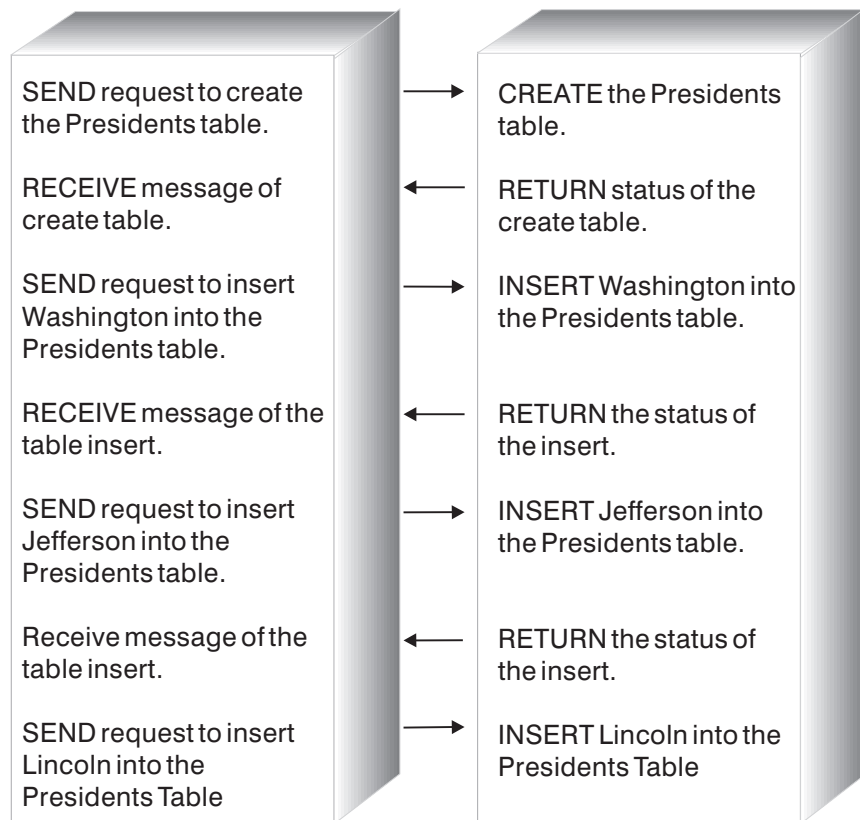 SEND request to create
the Presidents table.
CREATE the Presidents
table.
RECEIVE message of
create table.
RETURN status of the
create table.
SEND request to insert
Washington into the
Presidents table.
INSERT Washington into
the Presidents table.
RECEIVE message of the
table insert.
RETURN the status of
the insert.
SEND request to insert
Jefferson into the
Presidents table.
INSERT Jefferson into
the Presidents table.
Receive message of the
table insert.
RETURN the status of
the insert.
SEND request to insert
Lincoln into the
Presidents Table
INSERT Lincoln into the
Presidents Table